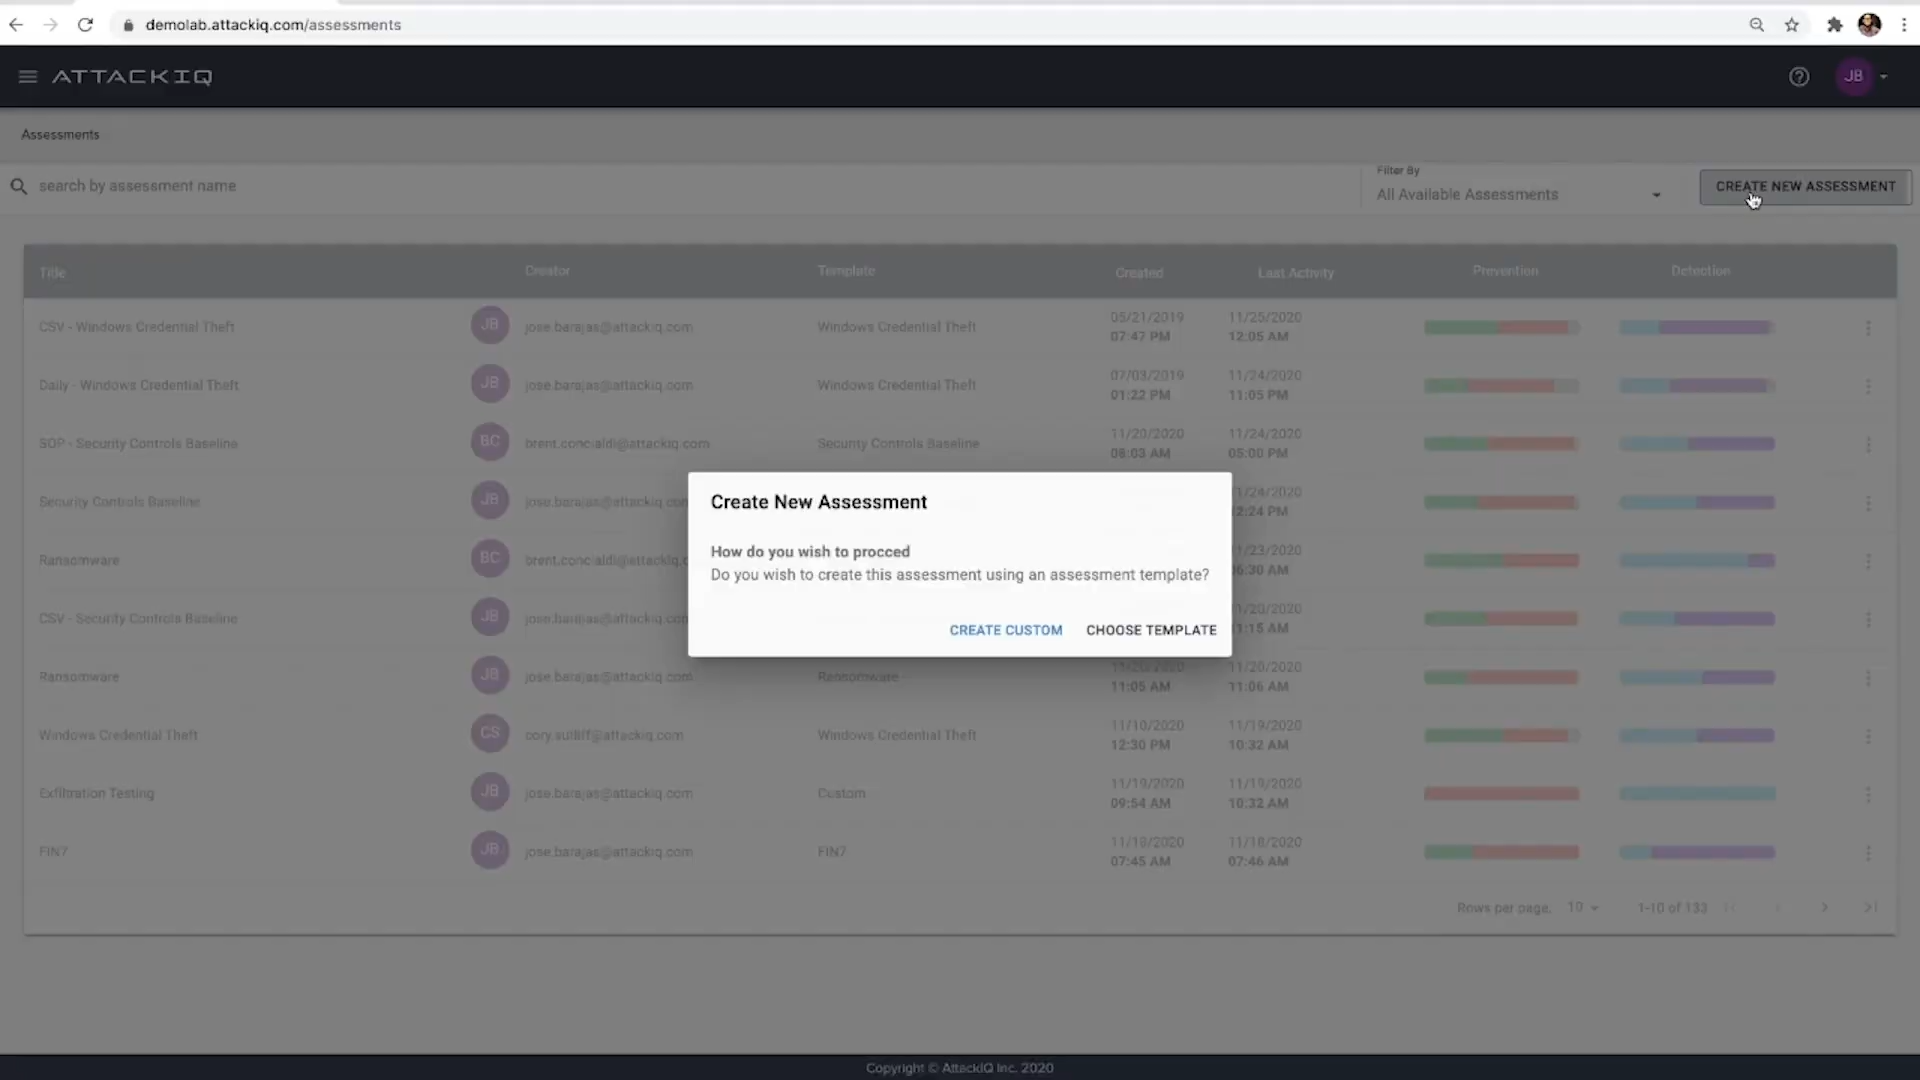 demolab.attackiq.com/assessments
ATTACKIQ
JB
Assessments
search by assessment name
Filter By
All Available Assessments
CREATE NEW ASSESSMENT
Title Creator Template Created Last Activity Prevention Detection
CSV - Windows Credential Theft JB jose.barajas@attackiq.com Windows Credential Theft 05/21/2019 11/25/2020
07:47 PM 12:05 AM
Daily - Windows Credential Theft JB jose.barajas@attackiq.com Windows Credential Theft 07/03/2019 11/24/2020
01:22 PM 11:05 PM
SOP - Security Controls Baseline BC brent.concialdi@attackiq.com Security Controls Baseline 11/20/2020 11/24/2020
08:03 AM 05:00 PM
Security Controls Baseline JB jose.barajas@attackiq.con 1/24/2020
2:24 PM
Ransomware BC brent.concialdi@attackiq.c 1/23/2020
6:30 AM
CSV - Security Controls Baseline JB jose.barajas@attackiq.con 1/20/2020
1:15 AM
Create New Assessment
How do you wish to procced
Do you wish to create this assessment using an assessment template?
CREATE CUSTOM CHOOSE TEMPLATE
Ransomware JB jose.barajas@attackiq.com Ransomware 11/20/2020 11/20/2020
11:05 AM 11:06 AM
Windows Credential Theft CS cory.sutliff@attackiq.com Windows Credential Theft 11/10/2020 11/19/2020
12:30 PM 10:32 AM
Exfiltration Testing JB jose.barajas@attackiq.com Custom 11/19/2020 11/19/2020
09:54 AM 10:32 AM
FIN7 JB jose.barajas@attackiq.com FIN7 11/18/2020 11/18/2020
07:45 AM 07:46 AM
Rows per page: 10 1-10 of 133
Copyright © AttackIQ Inc. 2020